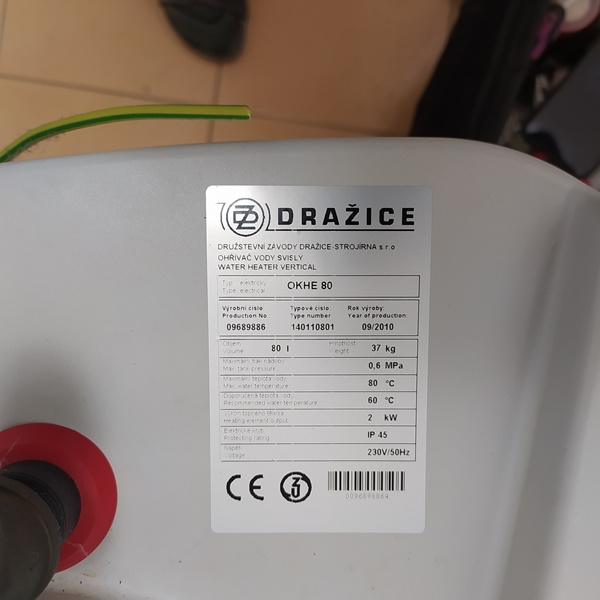 DRAŽICE
DRUŽSTEVNÍ ZÁVODY DRAŽICE-STROJÍRNA s.r.o
OHŘÍVAČ VODY SVISLÝ
WATER HEATER VERTICAL
Typ elektrický
Type electrical
OKHE 80
Výrobní číslo Typové číslo: Rok výroby:
Production No. Type number Year of production:
09689886 140110801 09/2010
Objem Hmotnost
Volume 80 l 37 kg
Maximální tlak nádoby
Max. tank pressure 0,6 MPa
Maximální teplota vody
Max. water temperature 80 °C
Doporučená teplota vody
Recommended water temperature 60 °C
Výkon topného tělesa
Heating element output 2 kW
Elektrické krytí
Protecting rating IP 45
Napětí
Voltage 230V/50Hz
CE